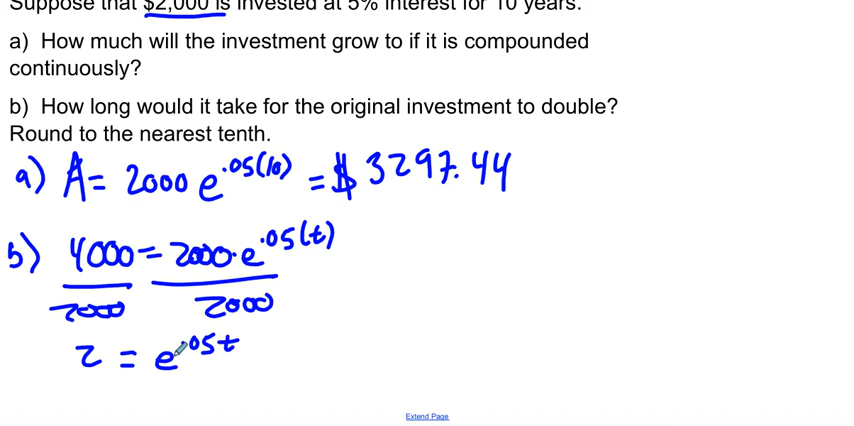 Suppose that $2,000 is invested at 5% interest for 10 years.
a) How much will the investment grow to if it is compounded
continuously?
b) How long would it take for the original investment to double?
Round to the nearest tenth.
a) A = 2000 e^.05(10) = $3297.44
b) 4000 = 2000·e^.05(t)
2000 2000
2 = e^.05t
Extend Page